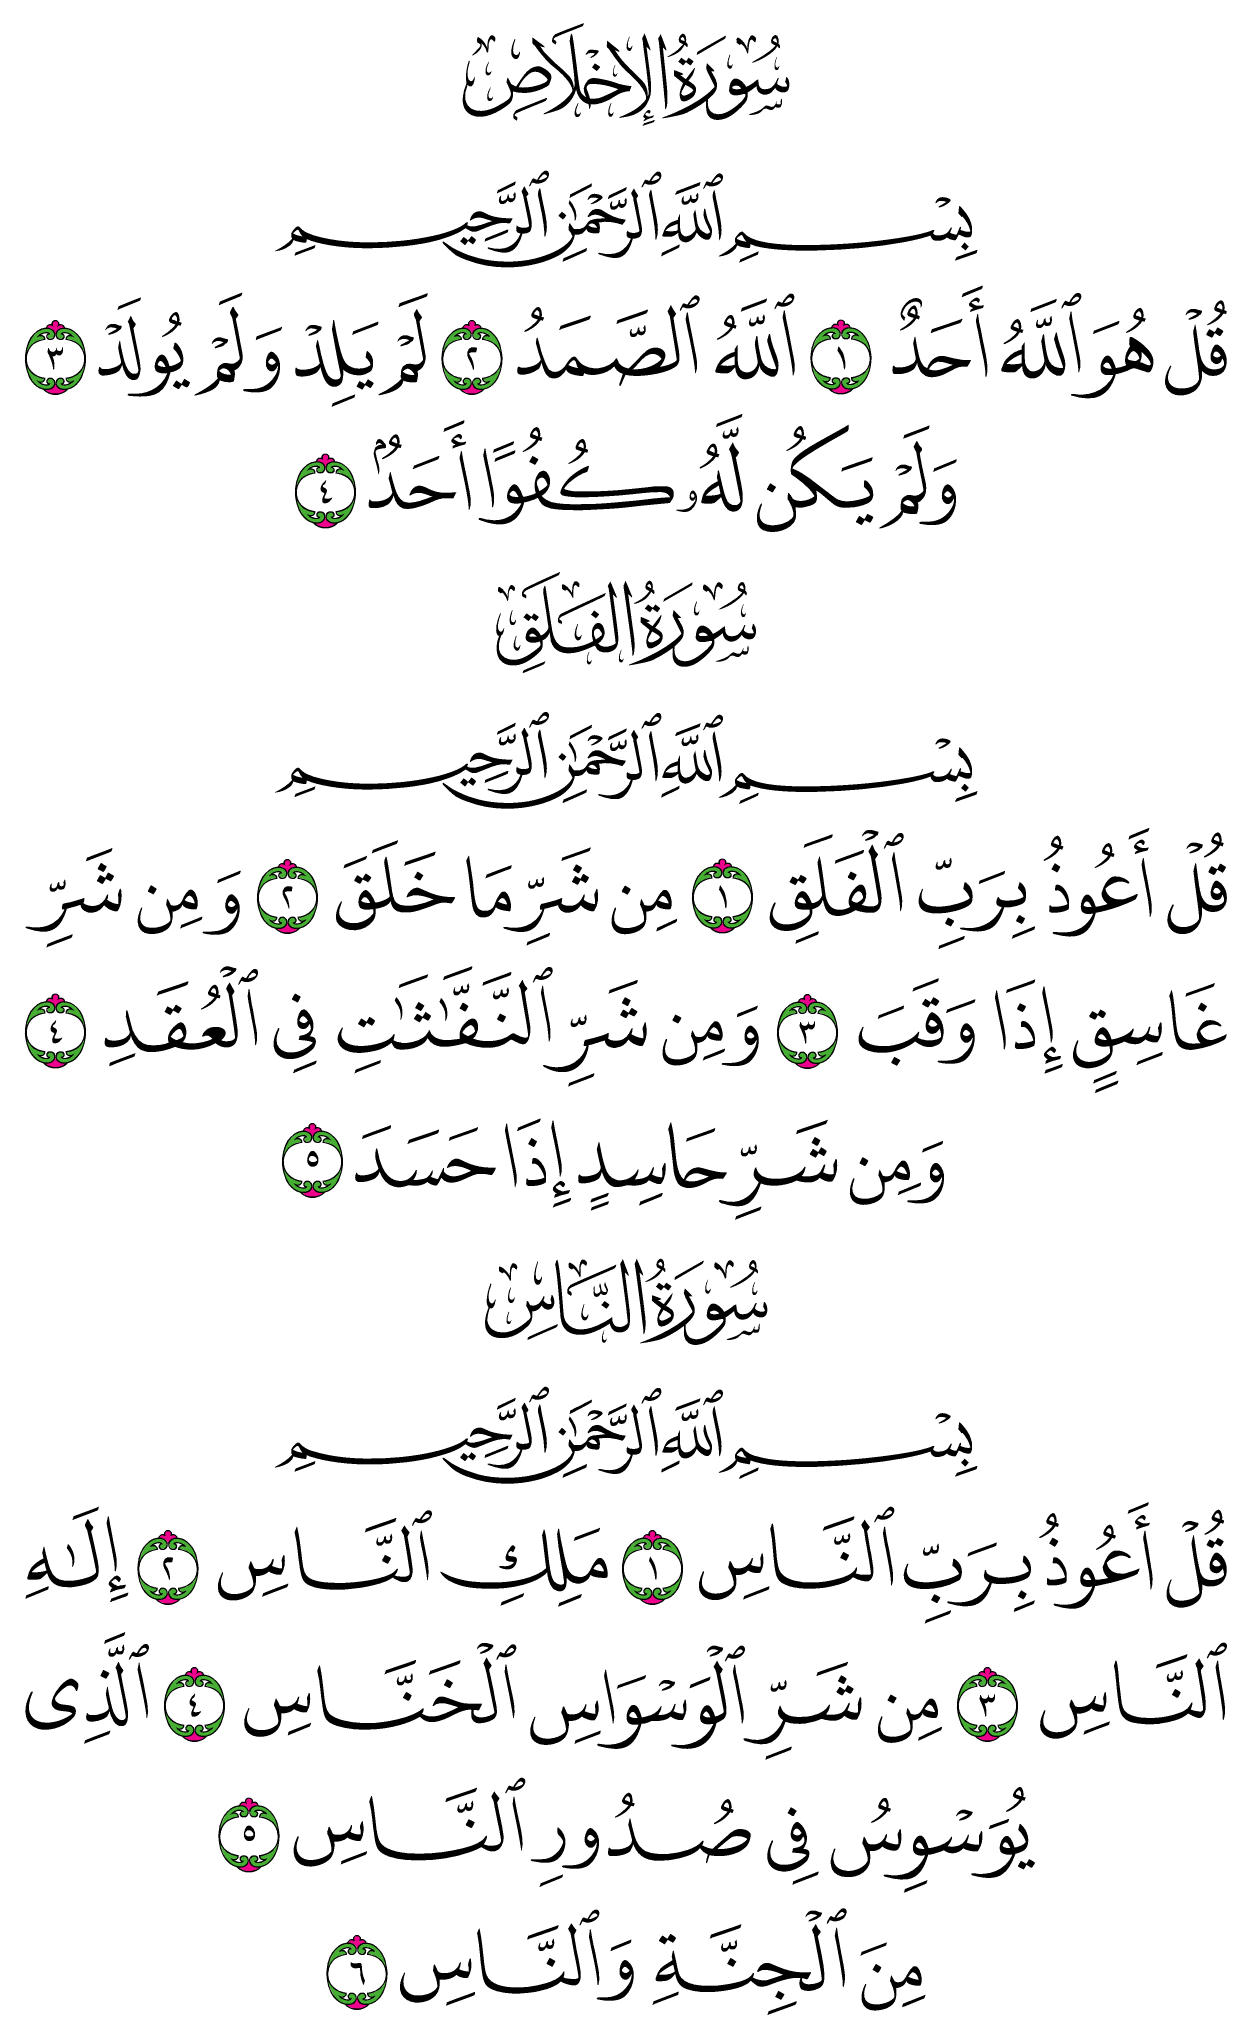 سُورَةُ الإِخْلَاصِ
بِسْمِ ٱللَّهِ ٱلرَّحْمَٰنِ ٱلرَّحِيمِ
قُلْ هُوَ ٱللَّهُ أَحَدٌ ١ ٱللَّهُ ٱلصَّمَدُ ٢ لَمْ يَلِدْ وَلَمْ يُولَدْ ٣
وَلَمْ يَكُن لَّهُۥ كُفُوًا أَحَدٌۢ ٤
سُورَةُ الفَلَقِ
بِسْمِ ٱللَّهِ ٱلرَّحْمَٰنِ ٱلرَّحِيمِ
قُلْ أَعُوذُ بِرَبِّ ٱلْفَلَقِ ١ مِن شَرِّ مَا خَلَقَ ٢ وَمِن شَرِّ
غَاسِقٍ إِذَا وَقَبَ ٣ وَمِن شَرِّ ٱلنَّفَّٰثَٰتِ فِى ٱلْعُقَدِ ٤
وَمِن شَرِّ حَاسِدٍ إِذَا حَسَدَ ٥
سُورَةُ النَّاسِ
بِسْمِ ٱللَّهِ ٱلرَّحْمَٰنِ ٱلرَّحِيمِ
قُلْ أَعُوذُ بِرَبِّ ٱلنَّاسِ ١ مَلِكِ ٱلنَّاسِ ٢ إِلَٰهِ
ٱلنَّاسِ ٣ مِن شَرِّ ٱلْوَسْوَاسِ ٱلْخَنَّاسِ ٤ ٱلَّذِى
يُوَسْوِسُ فِى صُدُورِ ٱلنَّاسِ ٥
مِنَ ٱلْجِنَّةِ وَٱلنَّاسِ ٦